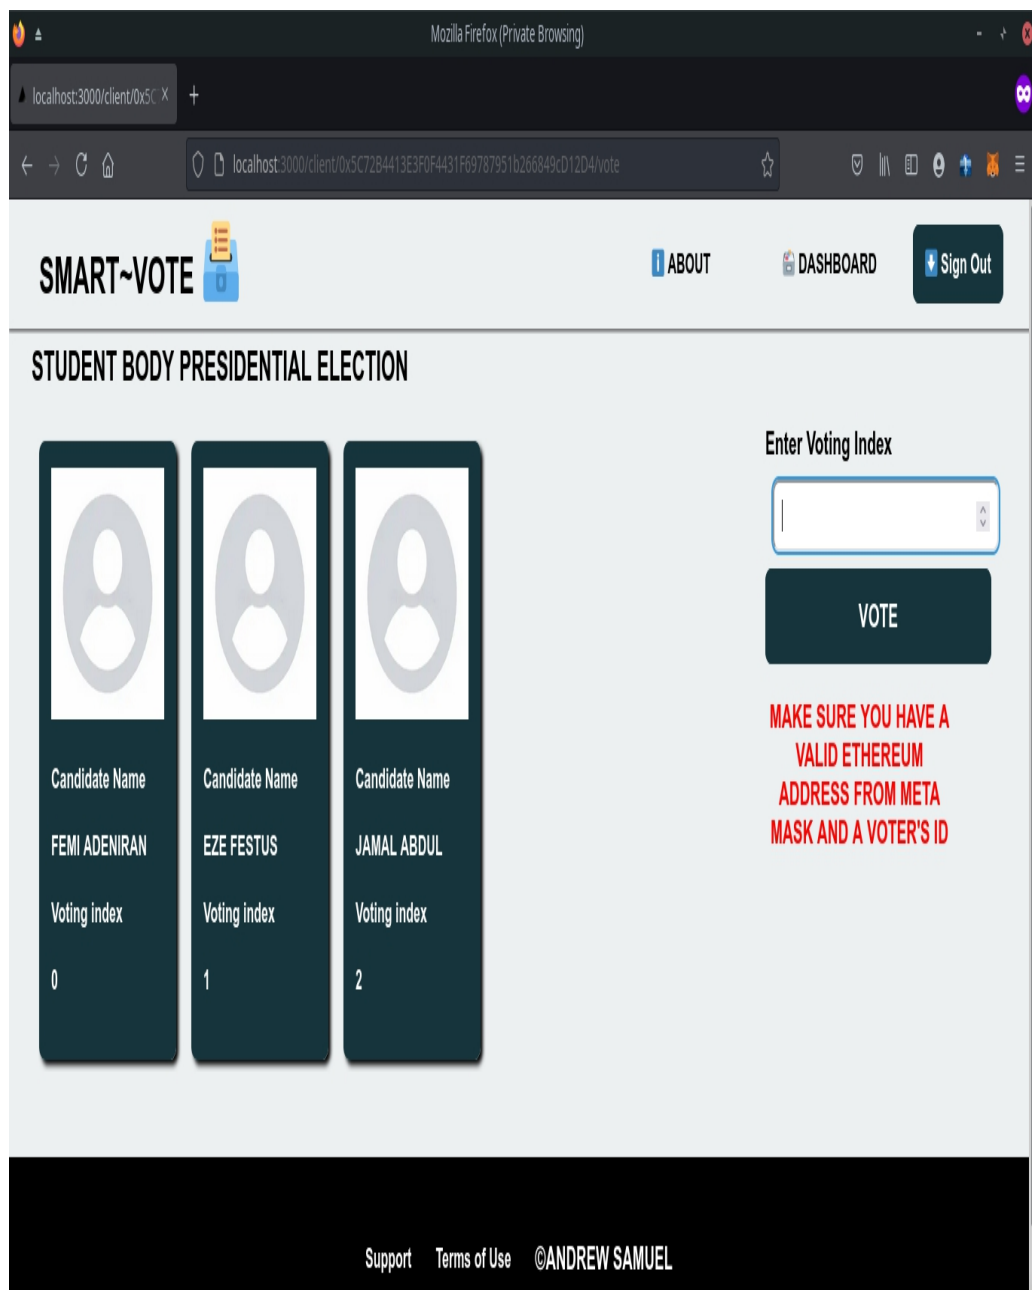 Mozilla Firefox (Private Browsing)
localhost:3000/client/0x5C
localhost:3000/client/0x5C72B4413E3F0F4431F69787951b266849cD12D4/vote
SMART~VOTE
ABOUT
DASHBOARD
Sign Out
STUDENT BODY PRESIDENTIAL ELECTION
Candidate Name
FEMI ADENIRAN
Voting index
0
Candidate Name
EZE FESTUS
Voting index
1
Candidate Name
JAMAL ABDUL
Voting index
2
Enter Voting Index
VOTE
MAKE SURE YOU HAVE A
VALID ETHEREUM
ADDRESS FROM META
MASK AND A VOTER'S ID
Support Terms of Use ©ANDREW SAMUEL